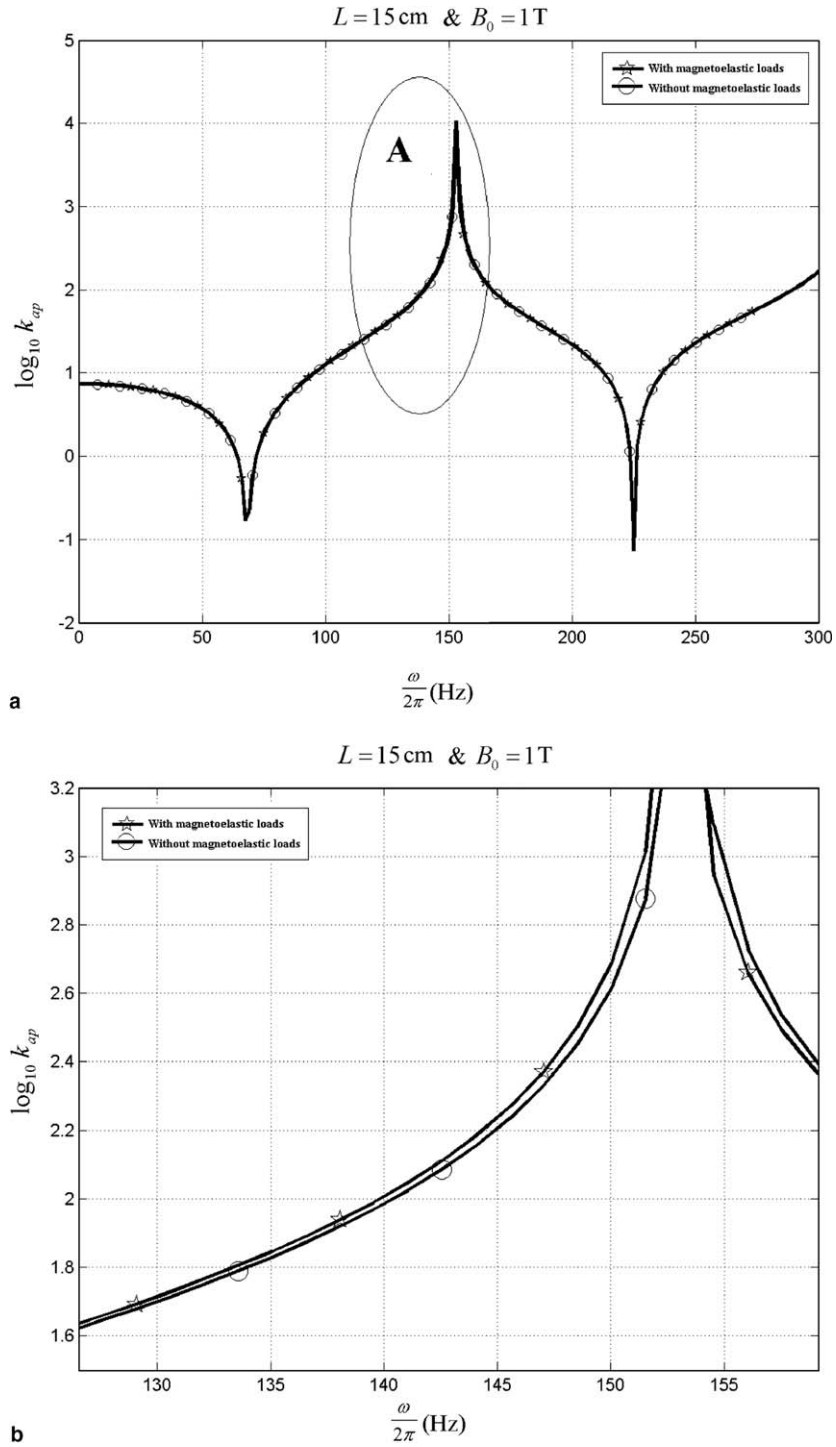 L = 15 cm & B₀ = 1 T
5
4
3
2
1
0
-1
-2
log₁₀ kₐₚ
With magnetoelastic loads
Without magnetoelastic loads
A
0 50 100 150 200 250 300
ω/2π (Hz)
a
L = 15 cm & B₀ = 1 T
3.2
3
2.8
2.6
2.4
2.2
2
1.8
1.6
log₁₀ kₐₚ
With magnetoelastic loads
Without magnetoelastic loads
130 135 140 145 150 155
ω/2π (Hz)
b